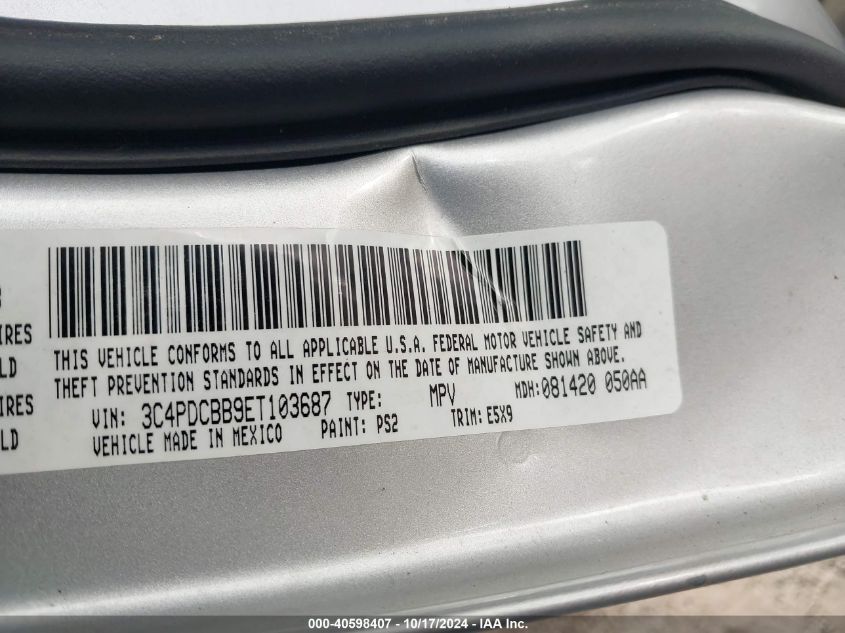 IRES
LD
IRES
LD
THIS VEHICLE CONFORMS TO ALL APPLICABLE U.S.A. FEDERAL MOTOR VEHICLE SAFETY AND
THEFT PREVENTION STANDARDS IN EFFECT ON THE DATE OF MANUFACTURE SHOWN ABOVE.
VIN: 3C4PDCBB9ET103687 TYPE: MPV MDH:081420 050AA
VEHICLE MADE IN MEXICO PAINT: PS2 TRIM: E5X9
000-40598407 - 10/17/2024 - IAA Inc.